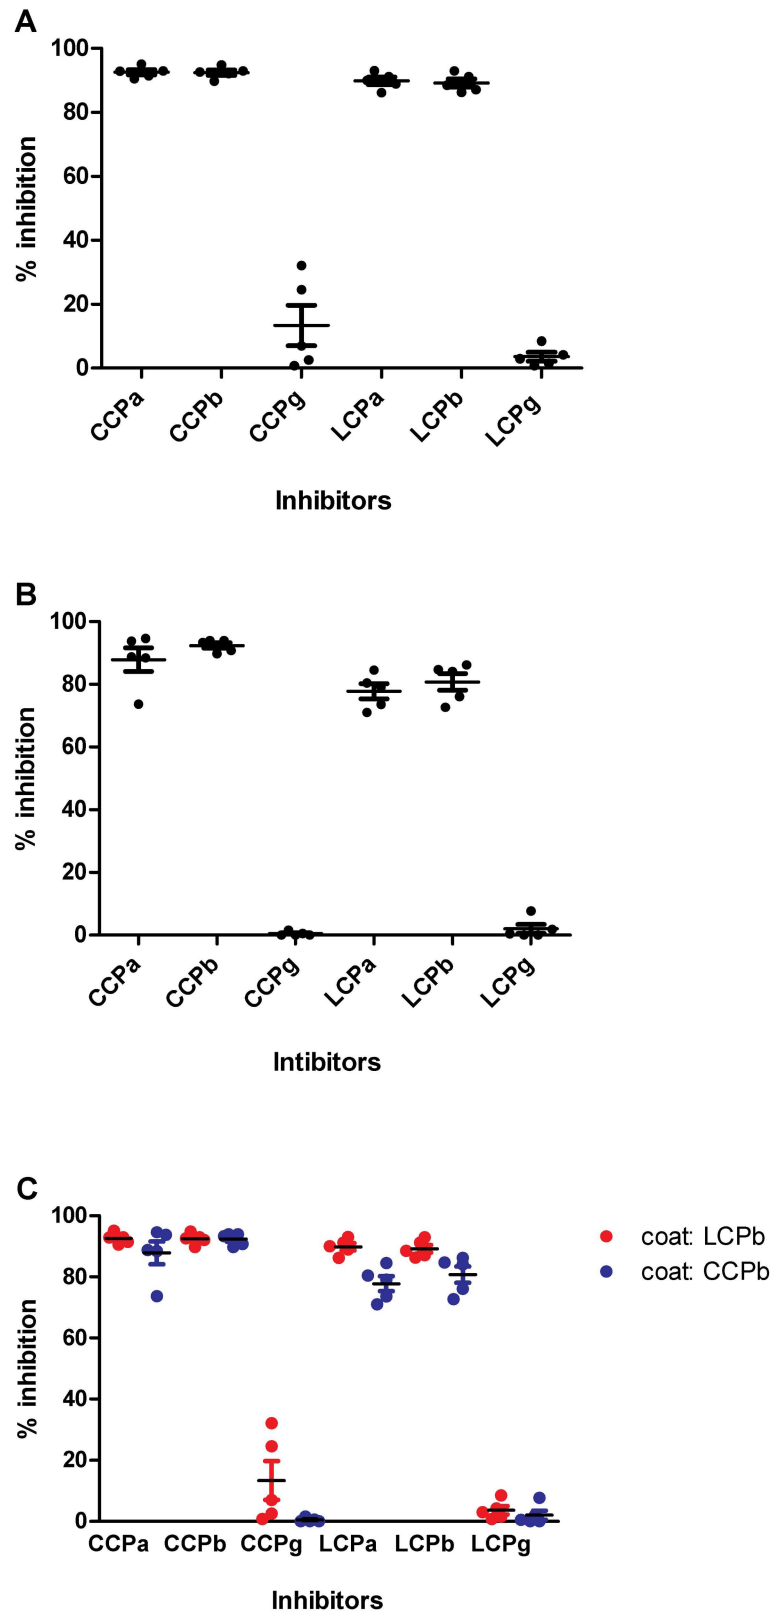 A
% inhibition
100
80
60
40
20
0
CCPa CCPb CCPg LCPa LCPb LCPg
Inhibitors
B
% inhibition
100
80
60
40
20
0
CCPa CCPb CCPg LCPa LCPb LCPg
Intibitors
C
% inhibition
100
80
60
40
20
0
CCPa CCPb CCPg LCPa LCPb LCPg
Inhibitors
coat: LCPb
coat: CCPb